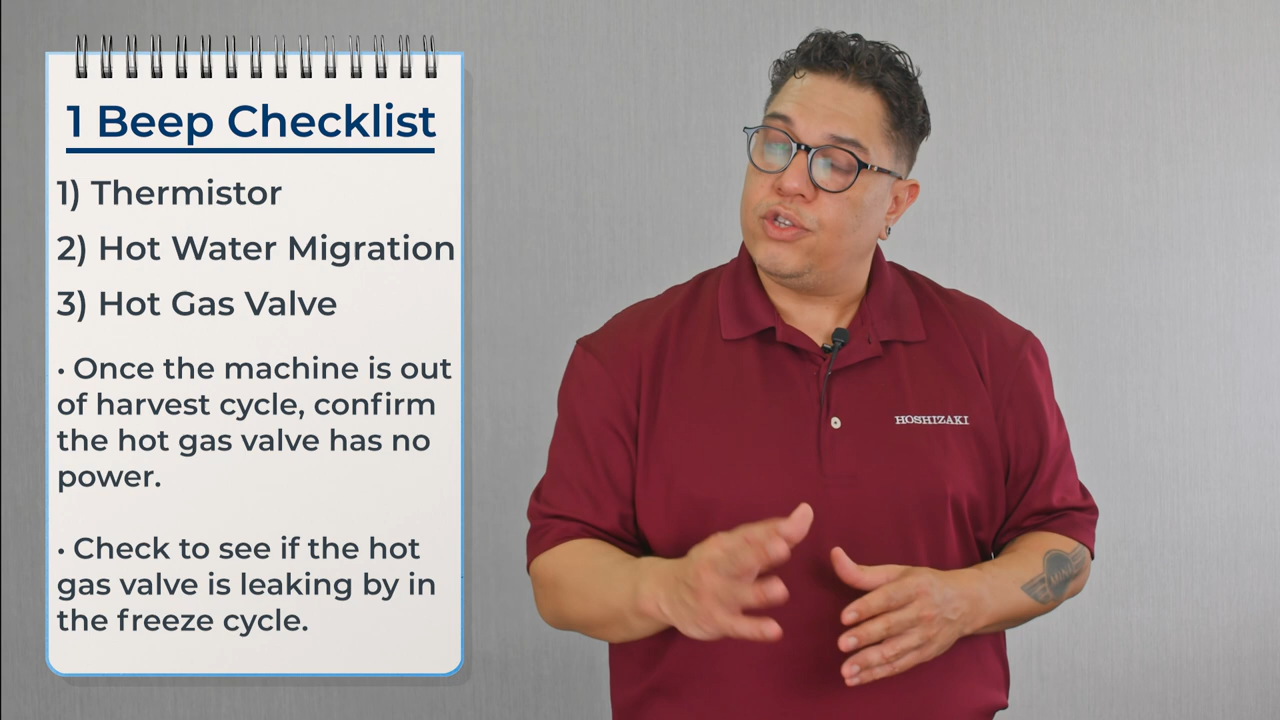 1 Beep Checklist
1) Thermistor
2) Hot Water Migration
3) Hot Gas Valve
· Once the machine is out
of harvest cycle, confirm
the hot gas valve has no
power.
· Check to see if the hot
gas valve is leaking by in
the freeze cycle.
HOSHIZAKI
MINI